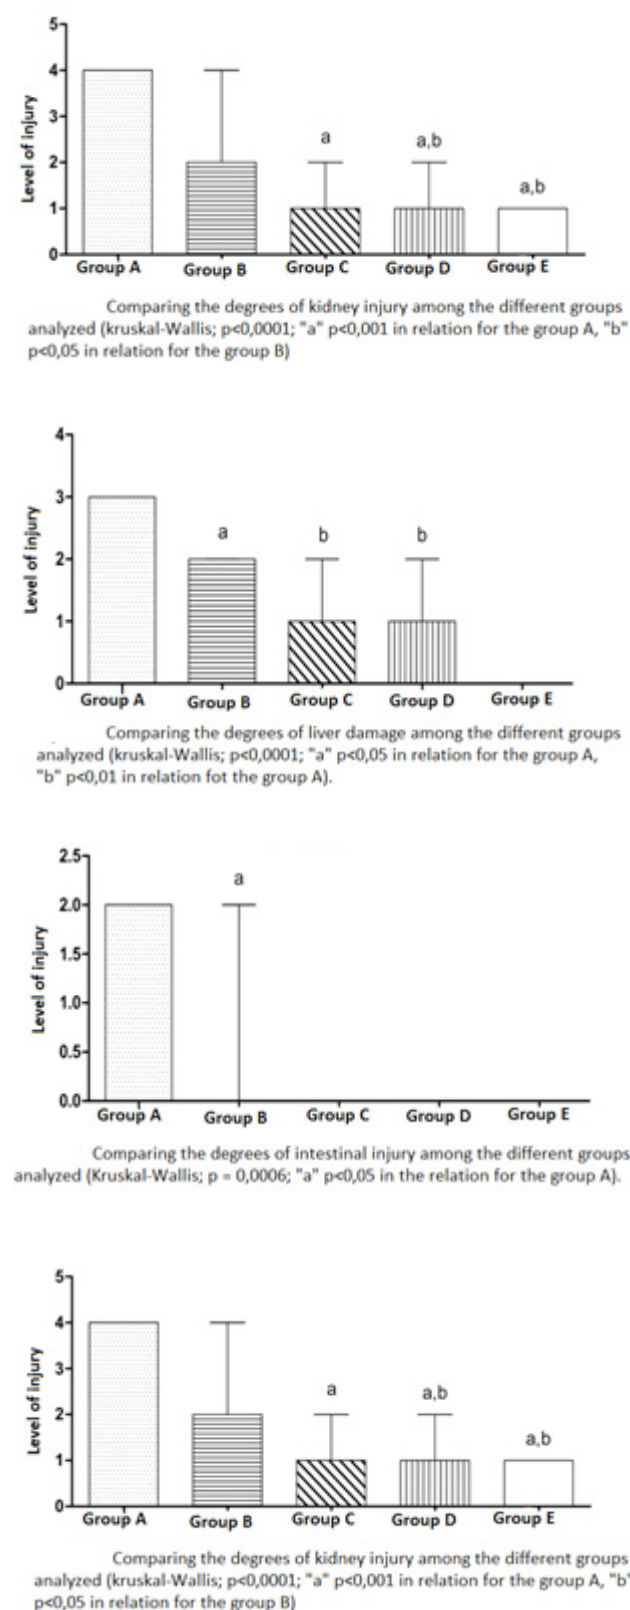 5
4
3
2
1
0
Level of injury
a
a,b
a,b
Group A Group B Group C Group D Group E
Comparing the degrees of kidney injury among the different groups
analyzed (kruskal-Wallis; p<0,0001; "a" p<0,001 in relation for the group A, "b"
p<0,05 in relation for the group B)
4
3
2
1
0
Level of injury
a
b
b
Group A Group B Group C Group D Group E
Comparing the degrees of liver damage among the different groups
analyzed (kruskal-Wallis; p<0,0001; "a" p<0,05 in relation for the group A,
"b" p<0,01 in relation fot the group A).
2.5
2.0
1.5
1.0
0.5
0.0
Level of injury
a
Group A Group B Group C Group D Group E
Comparing the degrees of intestinal injury among the different groups
analyzed (Kruskal-Wallis; p = 0,0006; "a" p<0,05 in the relation for the group A).
5
4
3
2
1
0
Level of injury
a
a,b
a,b
Group A Group B Group C Group D Group E
Comparing the degrees of kidney injury among the different groups
analyzed (kruskal-Wallis; p<0,0001; "a" p<0,001 in relation for the group A, "b"
p<0,05 in relation for the group B)